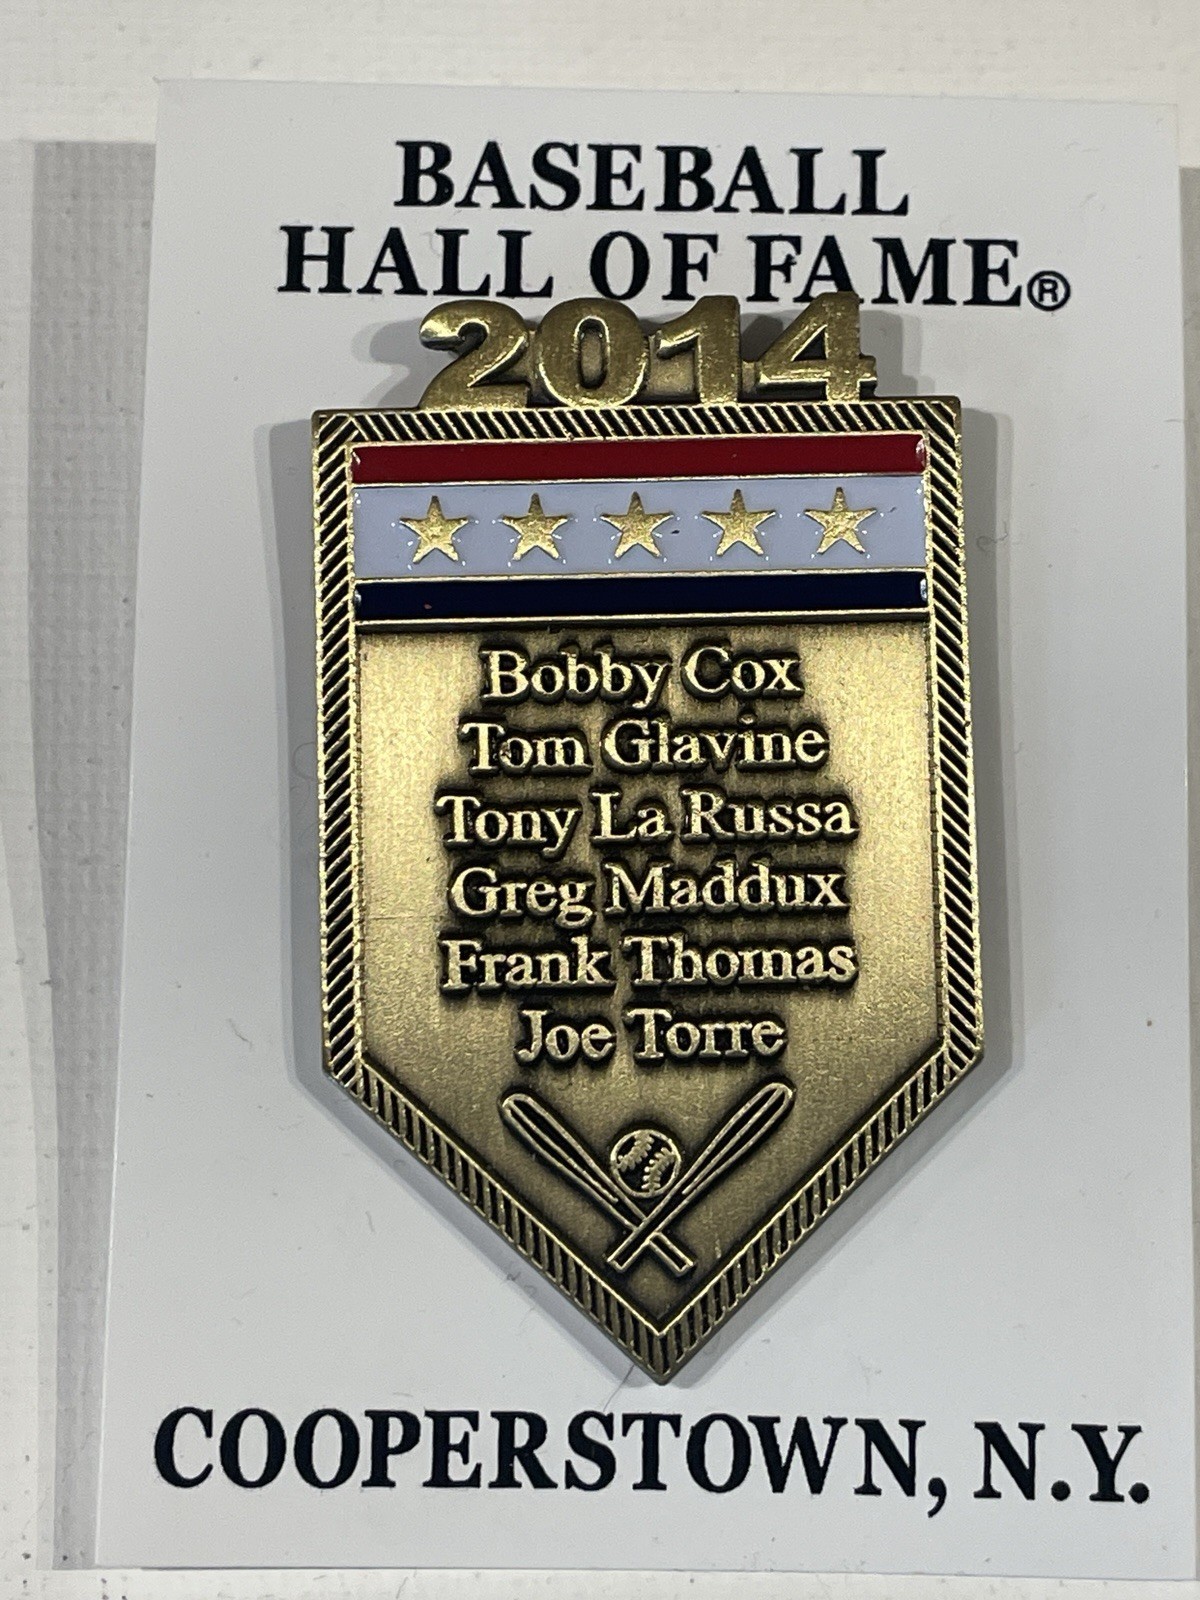 BASEBALL
HALL OF FAME®
2014
Bobby Cox
Tom Glavine
Tony La Russa
Greg Maddux
Frank Thomas
Joe Torre
COOPERSTOWN, N.Y.